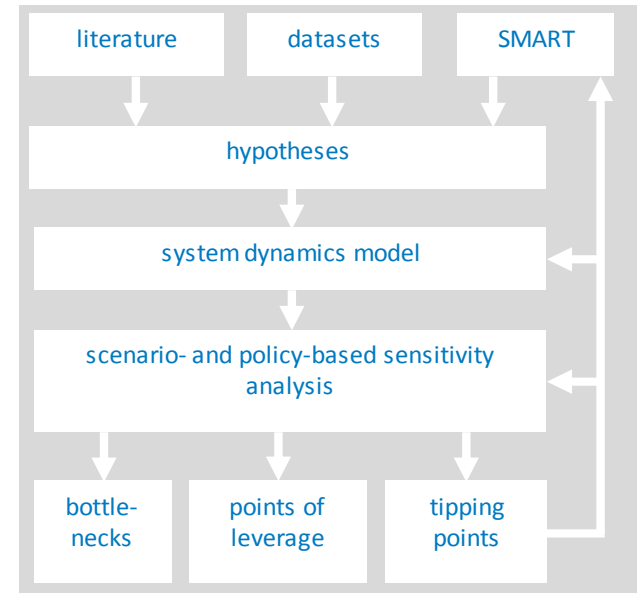 literature datasets SMART
hypotheses
system dynamics model
scenario- and policy-based sensitivity
analysis
bottle-
necks
points of
leverage
tipping
points